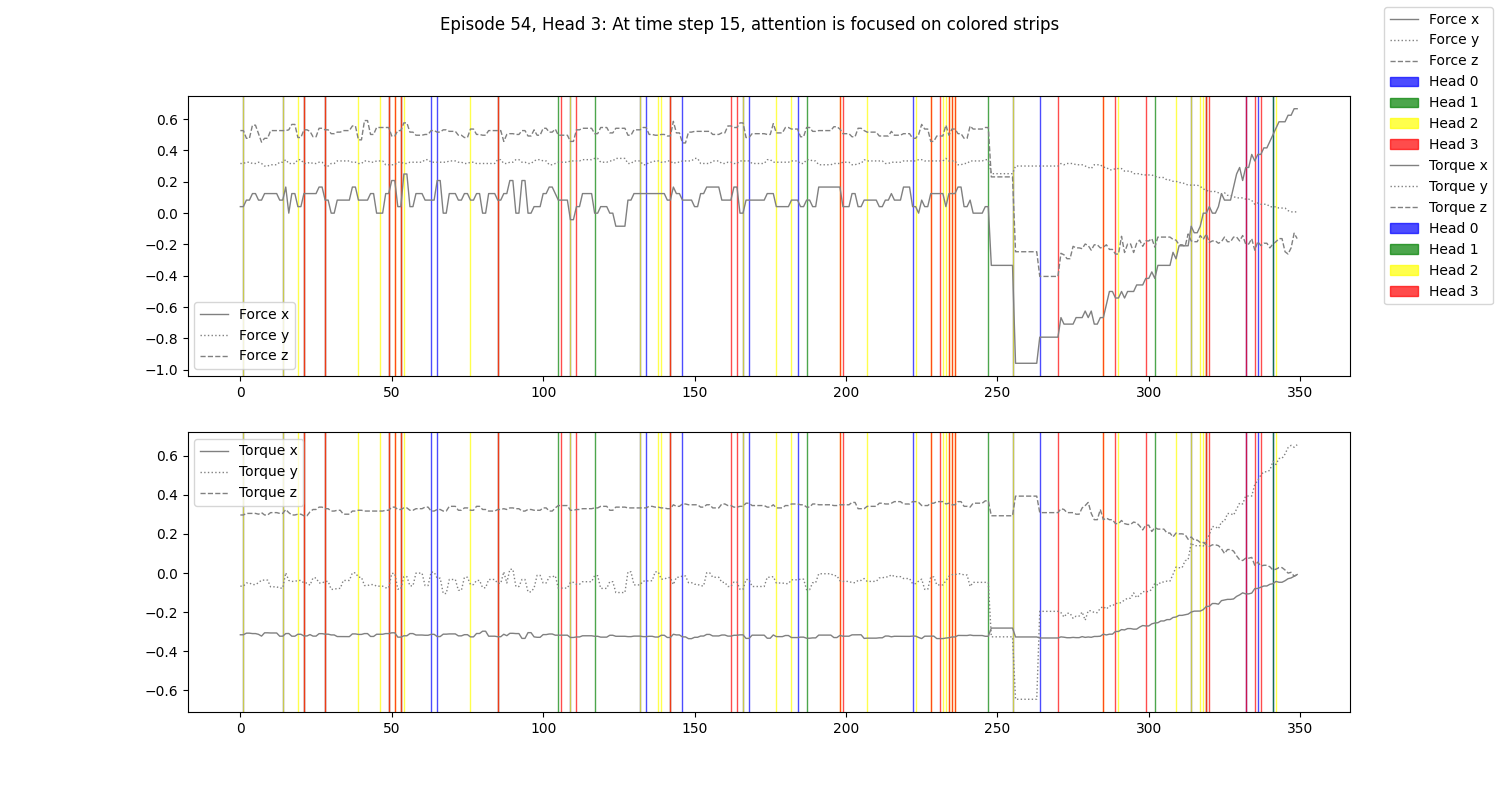 Episode 54, Head 3: At time step 15, attention is focused on colored strips
Force x
Force y
Force z
Head 0
Head 1
Head 2
Head 3
Torque x
Torque y
Torque z
Head 0
Head 1
Head 2
Head 3
0.6
0.4
0.2
0.0
−0.2
−0.4
−0.6
−0.8
−1.0
Force x
Force y
Force z
0 50 100 150 200 250 300 350
0.6
0.4
0.2
0.0
−0.2
−0.4
−0.6
Torque x
Torque y
Torque z
0 50 100 150 200 250 300 350